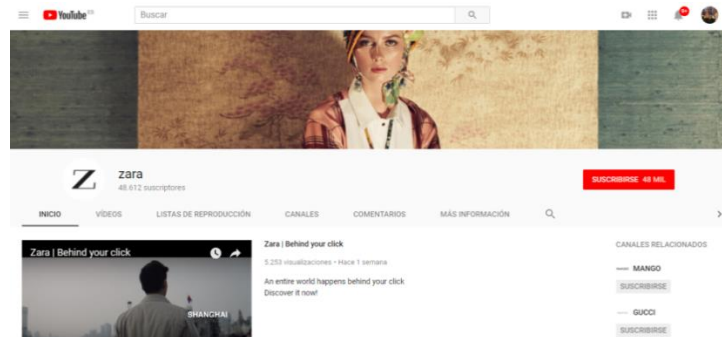 YouTube ES
Buscar
9+
Z
zara
48.612 suscriptores
SUSCRIBIRSE 48 MIL
INICIO VÍDEOS LISTAS DE REPRODUCCIÓN CANALES COMENTARIOS MÁS INFORMACIÓN
Zara | Behind your click
SHANGHAI
Zara | Behind your click
5.253 visualizaciones • Hace 1 semana
An entire world happens behind your click
Discover it now!
CANALES RELACIONADOS
MANGO
SUSCRIBIRSE
GUCCI
SUSCRIBIRSE